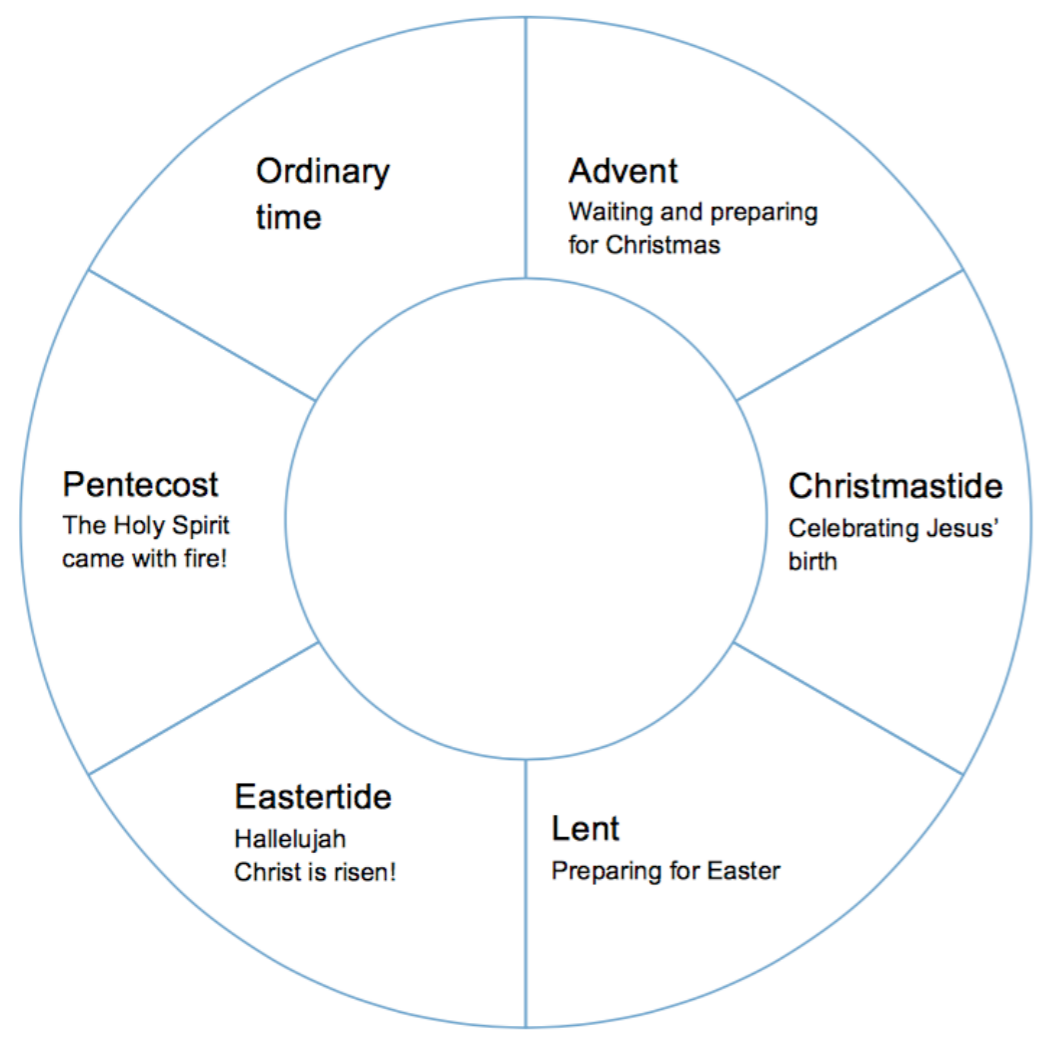 Ordinary
time
Advent
Waiting and preparing
for Christmas
Christmastide
Celebrating Jesus’
birth
Lent
Preparing for Easter
Eastertide
Hallelujah
Christ is risen!
Pentecost
The Holy Spirit
came with fire!